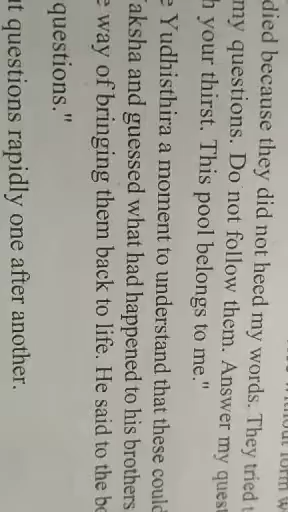 died because they did not heed my words. They tried t
my questions. Do not follow them. Answer my quest
h your thirst. This pool belongs to me."
e Yudhisthira a moment to understand that these could
aksha and guessed what had happened to his brothers
e way of bringing them back to life. He said to the bo
questions."
t questions rapidly one after another.